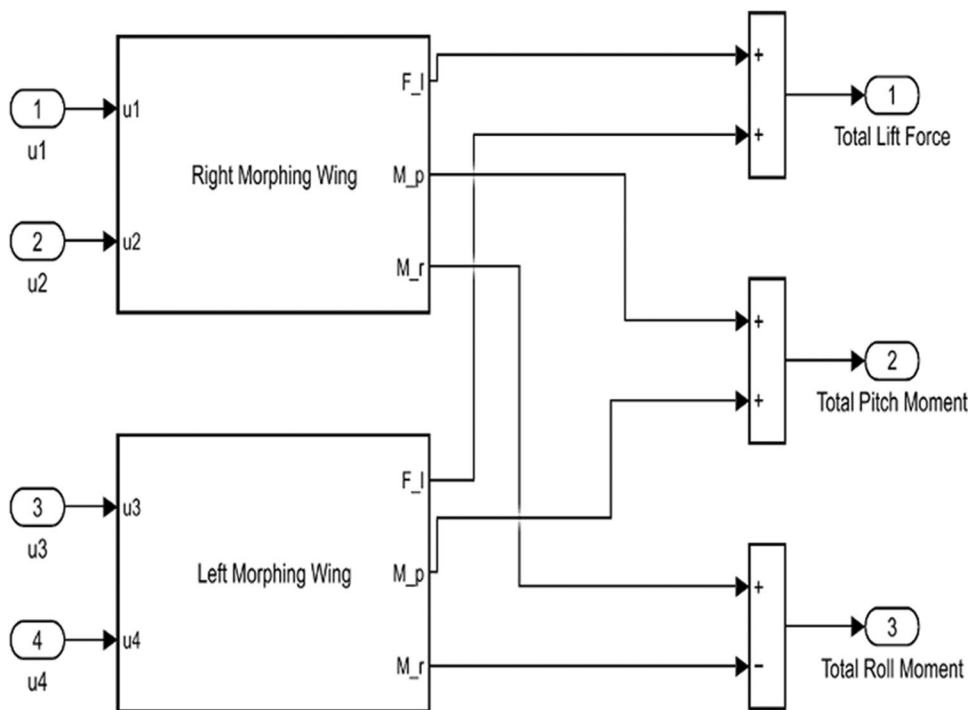 1
u1
2
u2
u1
u2
Right Morphing Wing
F_l
M_p
M_r
3
u3
4
u4
u3
u4
Left Morphing Wing
F_l
M_p
M_r
+
+
1
Total Lift Force
+
+
2
Total Pitch Moment
+
−
3
Total Roll Moment